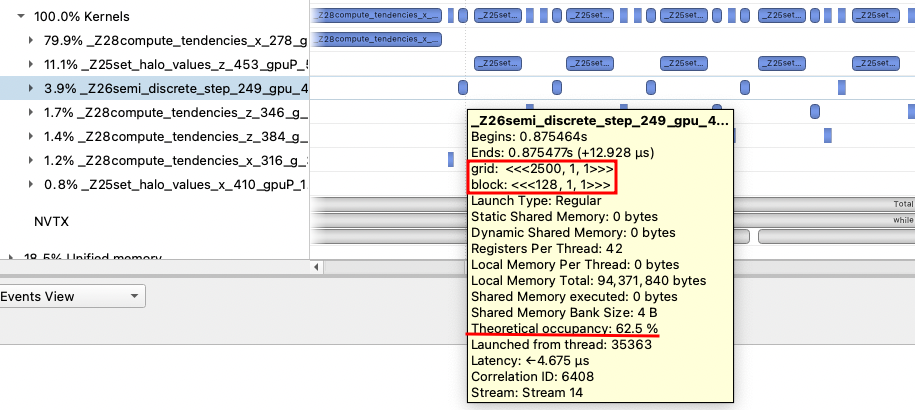 100.0% Kernels
79.9% _Z28compute_tendencies_x_278_g
11.1% _Z25set_halo_values_z_453_gpuP_5
3.9% _Z26semi_discrete_step_249_gpu_4
1.7% _Z28compute_tendencies_z_346_g
1.4% _Z28compute_tendencies_z_384_g
1.2% _Z28compute_tendencies_x_316_g
0.8% _Z25set_halo_values_x_410_gpuP_1
NVTX
18.5% Unified memory
Events View
_Z28compute_tendencies_x_278_gpu...
_Z25set...
_Z25set...
_Z25set...
_Z25set...
_Z25set...
_Z28compute_tendencies_x_278_gpu...
_Z25set...
_Z25set...
_Z25set...
_Z25set...
_Z25set...
Total
while
_Z26semi_discrete_step_249_gpu_4...
Begins: 0.875464s
Ends: 0.875477s (+12.928 μs)
grid: <<<2500, 1, 1>>>
block: <<<128, 1, 1>>>
Launch Type: Regular
Static Shared Memory: 0 bytes
Dynamic Shared Memory: 0 bytes
Registers Per Thread: 42
Local Memory Per Thread: 0 bytes
Local Memory Total: 94,371,840 bytes
Shared Memory executed: 0 bytes
Shared Memory Bank Size: 4 B
Theoretical occupancy: 62.5 %
Launched from thread: 35363
Latency: ←4.675 μs
Correlation ID: 6408
Stream: Stream 14